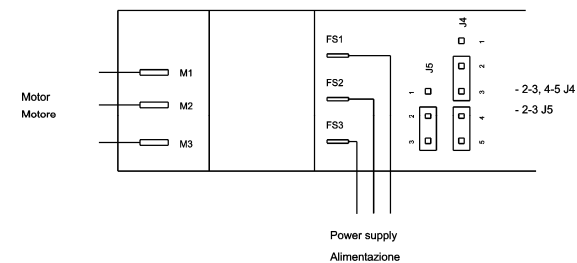 J4
FS1
1
J5
2
M1
FS2
1
3
- 2-3, 4-5 J4
Motor
M2
- 2-3 J5
Motore
2
4
FS3
M3
3
5
Power supply
Alimentazione